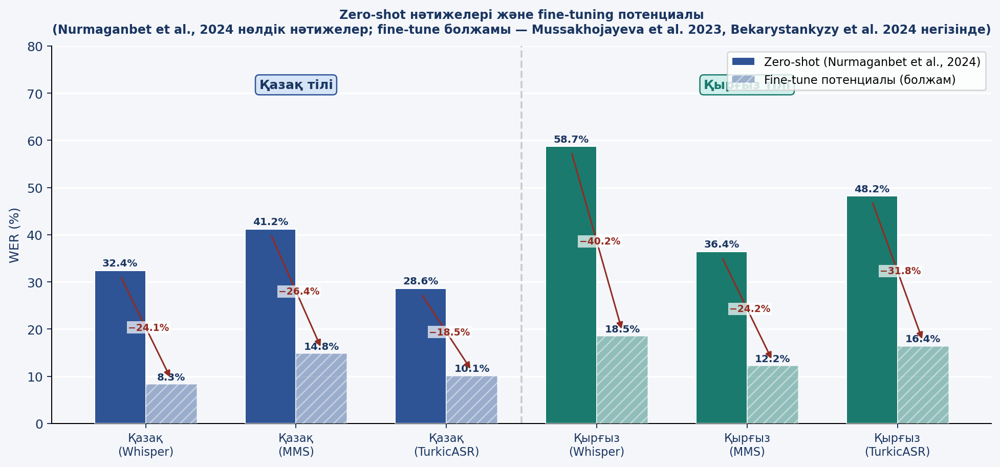 Zero-shot нәтижелері және fine-tuning потенциалы
(Nurmaganbet et al., 2024 нөлдік нәтижелер; fine-tune болжамы — Mussakhojayeva et al. 2023, Bekarystankyzy et al. 2024 негізінде)
Zero-shot (Nurmaganbet et al., 2024)
Fine-tune потенциалы (болжам)
Қазақ тілі
Қырғыз тілі
WER (%)
80
70
60
50
40
30
20
10
0
32.4%
−24.1%
8.3%
41.2%
−26.4%
14.8%
28.6%
−18.5%
10.1%
58.7%
−40.2%
18.5%
36.4%
−24.2%
12.2%
48.2%
−31.8%
16.4%
Қазақ
(Whisper)
Қазақ
(MMS)
Қазақ
(TurkicASR)
Қырғыз
(Whisper)
Қырғыз
(MMS)
Қырғыз
(TurkicASR)